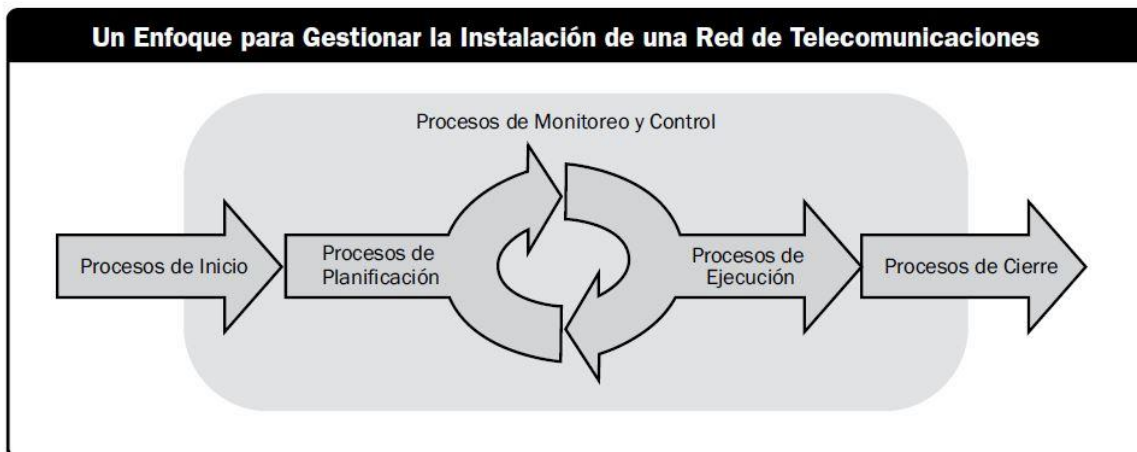 Un Enfoque para Gestionar la Instalación de una Red de Telecomunicaciones
Procesos de Monitoreo y Control
Procesos de Inicio
Procesos de
Planificación
Procesos de
Ejecución
Procesos de Cierre